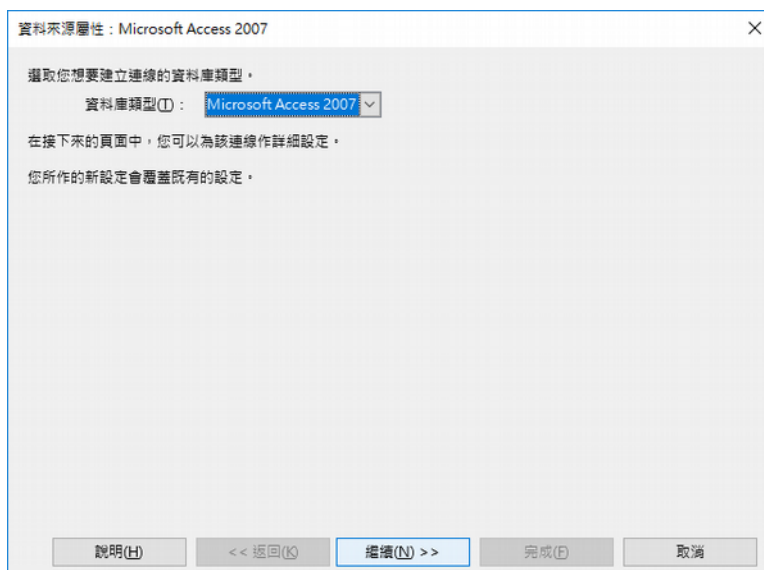 資料來源屬性：Microsoft Access 2007
選取您想要建立連線的資料庫類型。
資料庫類型(T)： Microsoft Access 2007
在接下來的頁面中，您可以為該連線作詳細設定。
您所作的新設定會覆蓋既有的設定。
說明(H) << 返回(K) 繼續(N) >> 完成(F) 取消